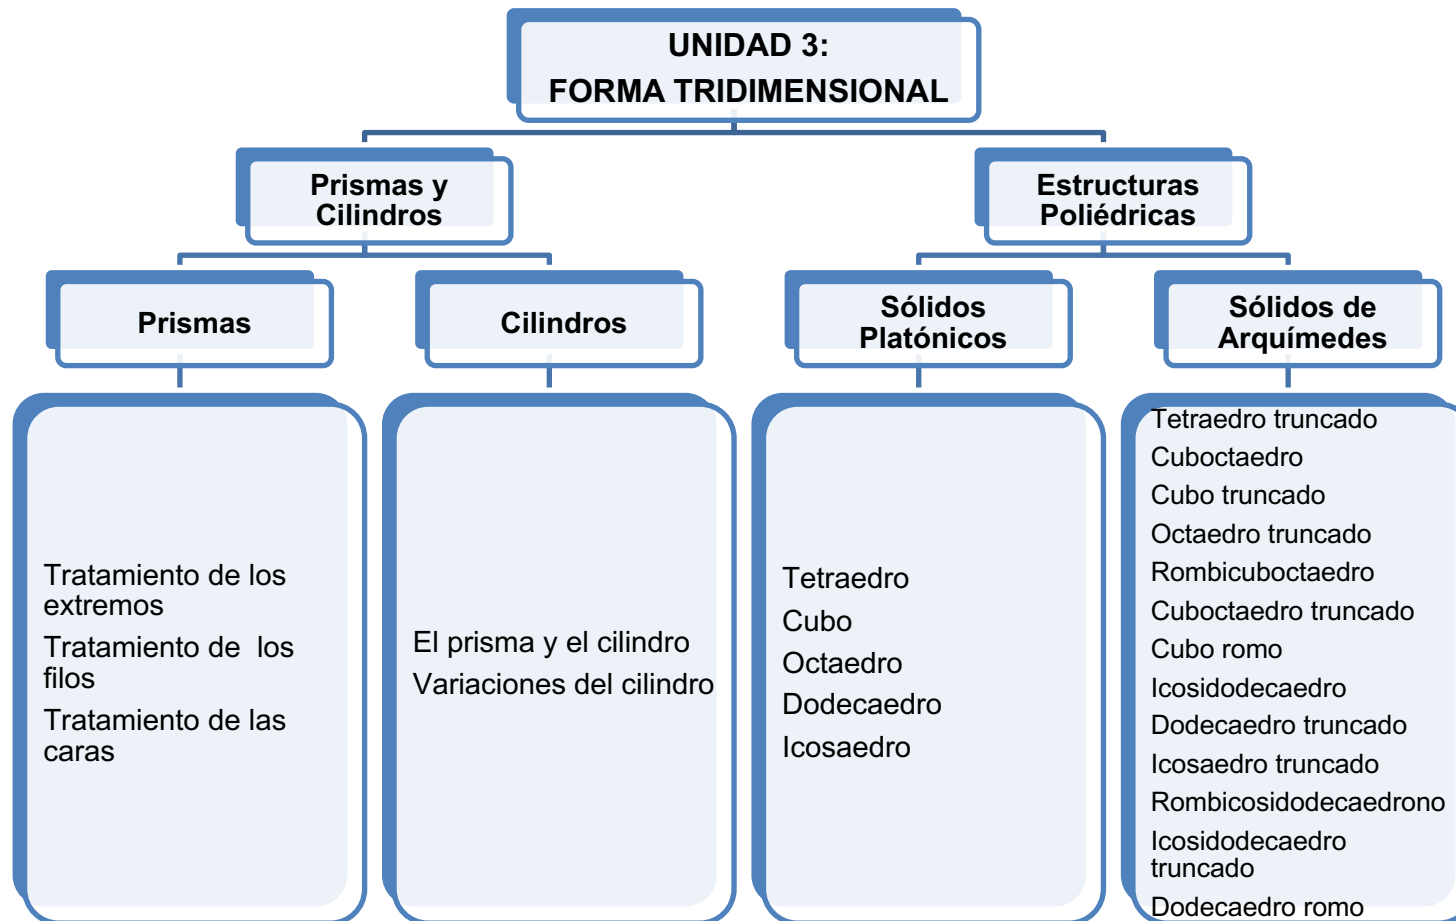 UNIDAD 3:
FORMA TRIDIMENSIONAL
Prismas y
Cilindros
Estructuras
Poliédricas
Prismas
Cilindros
Sólidos
Platónicos
Sólidos de
Arquímedes
Tratamiento de los
extremos
Tratamiento de los
filos
Tratamiento de las
caras
El prisma y el cilindro
Variaciones del cilindro
Tetraedro
Cubo
Octaedro
Dodecaedro
Icosaedro
Tetraedro truncado
Cuboctaedro
Cubo truncado
Octaedro truncado
Rombicuboctaedro
Cuboctaedro truncado
Cubo romo
Icosidodecaedro
Dodecaedro truncado
Icosaedro truncado
Rombicosidodecaedrono
Icosidodecaedro
truncado
Dodecaedro romo